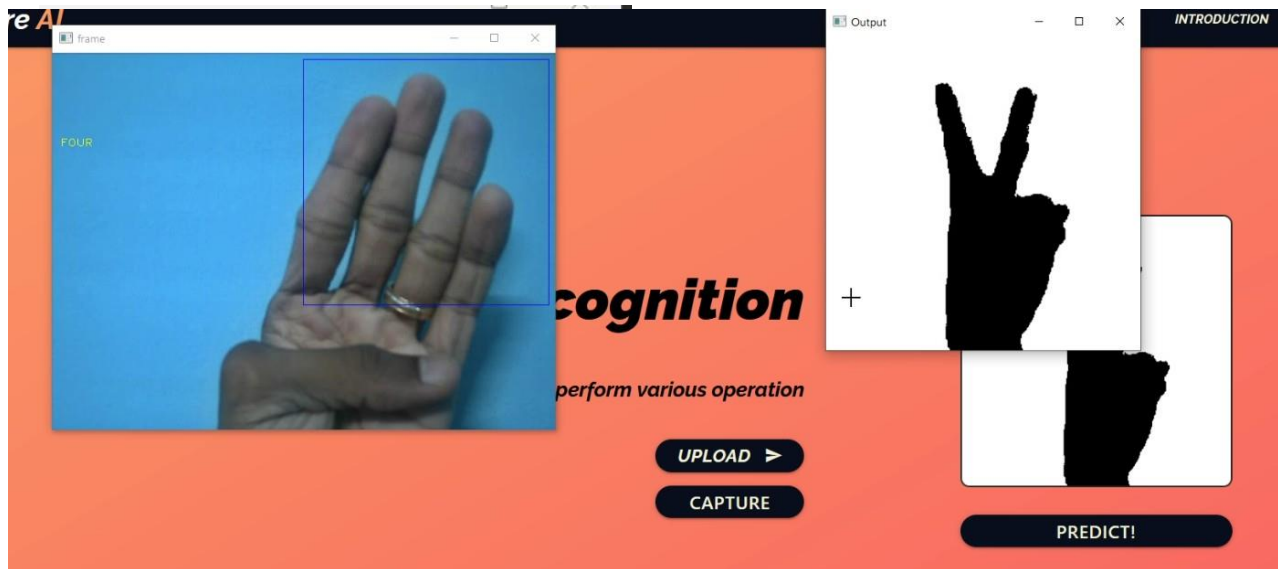 re AI
INTRODUCTION
frame
Output
FOUR
cognition
perform various operation
UPLOAD
CAPTURE
PREDICT!